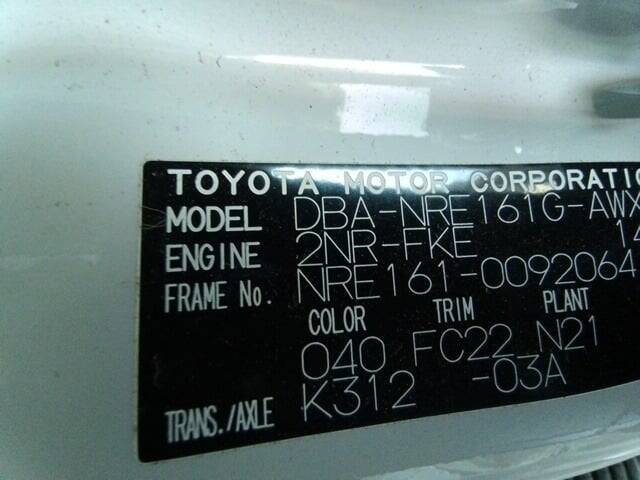 TOYOTA MOTOR CORPORATIO
MODEL DBA-NRE161G-AWX
ENGINE 2NR-FKE 14
FRAME No. NRE161-0092064
COLOR TRIM PLANT
040 FC22 N21
TRANS./AXLE K312 -03A